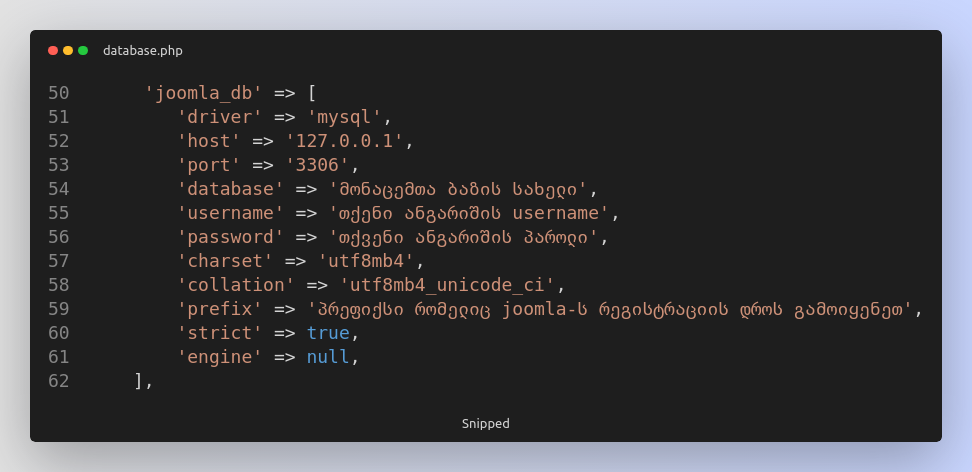 database.php
50 'joomla_db' => [
51 'driver' => 'mysql',
52 'host' => '127.0.0.1',
53 'port' => '3306',
54 'database' => 'მონაცემთა ბაზის სახელი',
55 'username' => 'თქენი ანგარიშის username',
56 'password' => 'თქვენი ანგარიშის პაროლი',
57 'charset' => 'utf8mb4',
58 'collation' => 'utf8mb4_unicode_ci',
59 'prefix' => 'პრეფიქსი რომელიც joomla-ს რეგისტრაციის დროს გამოიყენეთ',
60 'strict' => true,
61 'engine' => null,
62 ],
Snipped